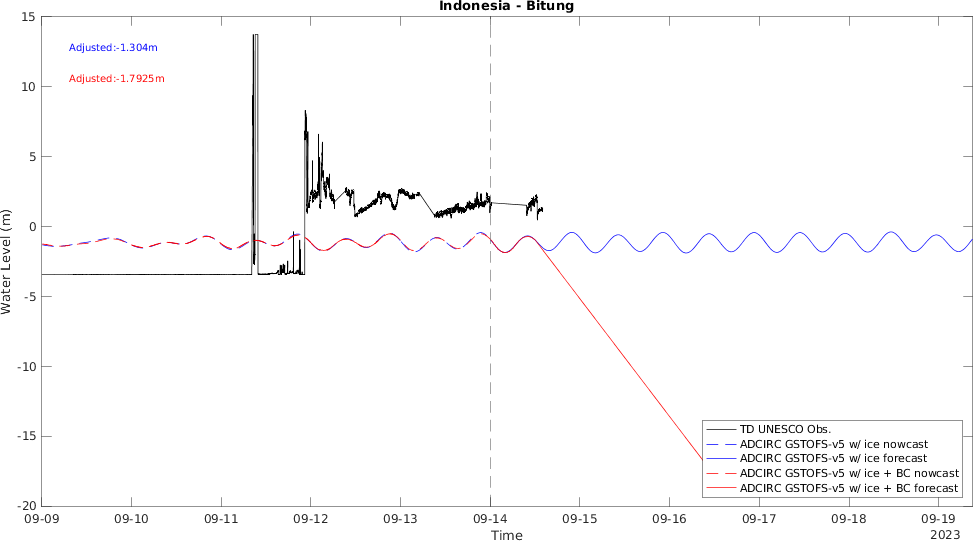 Indonesia - Bitung
Adjusted:-1.304m
Adjusted:-1.7925m
Water Level (m)
15
10
5
0
-5
-10
-15
-20
TD UNESCO Obs.
ADCIRC GSTOFS-v5 w/ ice nowcast
ADCIRC GSTOFS-v5 w/ ice forecast
ADCIRC GSTOFS-v5 w/ ice + BC nowcast
ADCIRC GSTOFS-v5 w/ ice + BC forecast
09-09 09-10 09-11 09-12 09-13 09-14 09-15 09-16 09-17 09-18 09-19
Time
2023